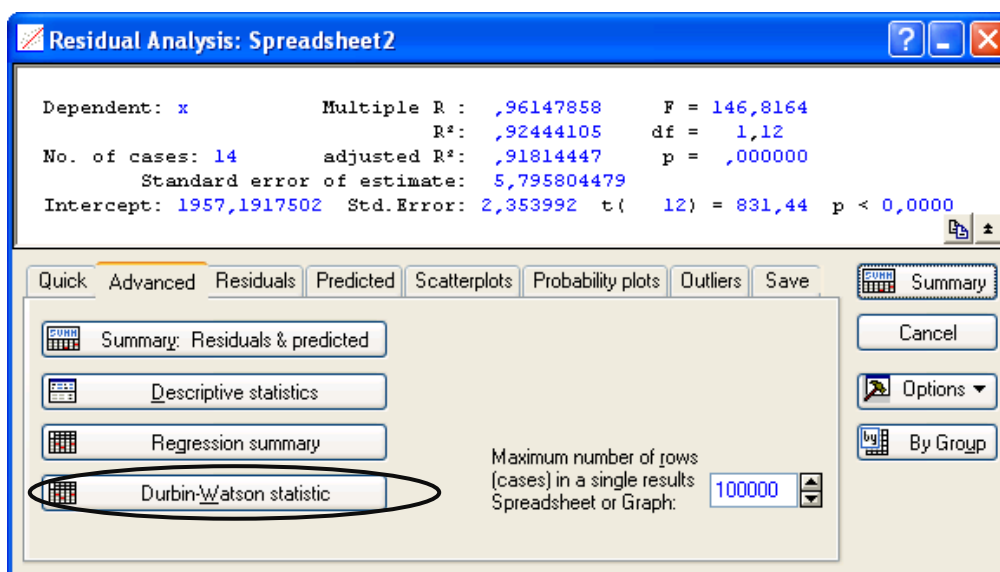 Residual Analysis: Spreadsheet2
Dependent: x Multiple R : ,96147858 F = 146,8164
R²: ,92444105 df = 1,12
No. of cases: 14 adjusted R²: ,91814447 p = ,000000
Standard error of estimate: 5,795804479
Intercept: 1957,1917502 Std.Error: 2,353992 t( 12) = 831,44 p < 0,0000
Quick Advanced Residuals Predicted Scatterplots Probability plots Outliers Save
SUMM Summary
SUMM Summary: Residuals & predicted
Cancel
Descriptive statistics
Options
Regression summary
by By Group
Maximum number of rows
(cases) in a single results
Spreadsheet or Graph:
100000
Durbin-Watson statistic